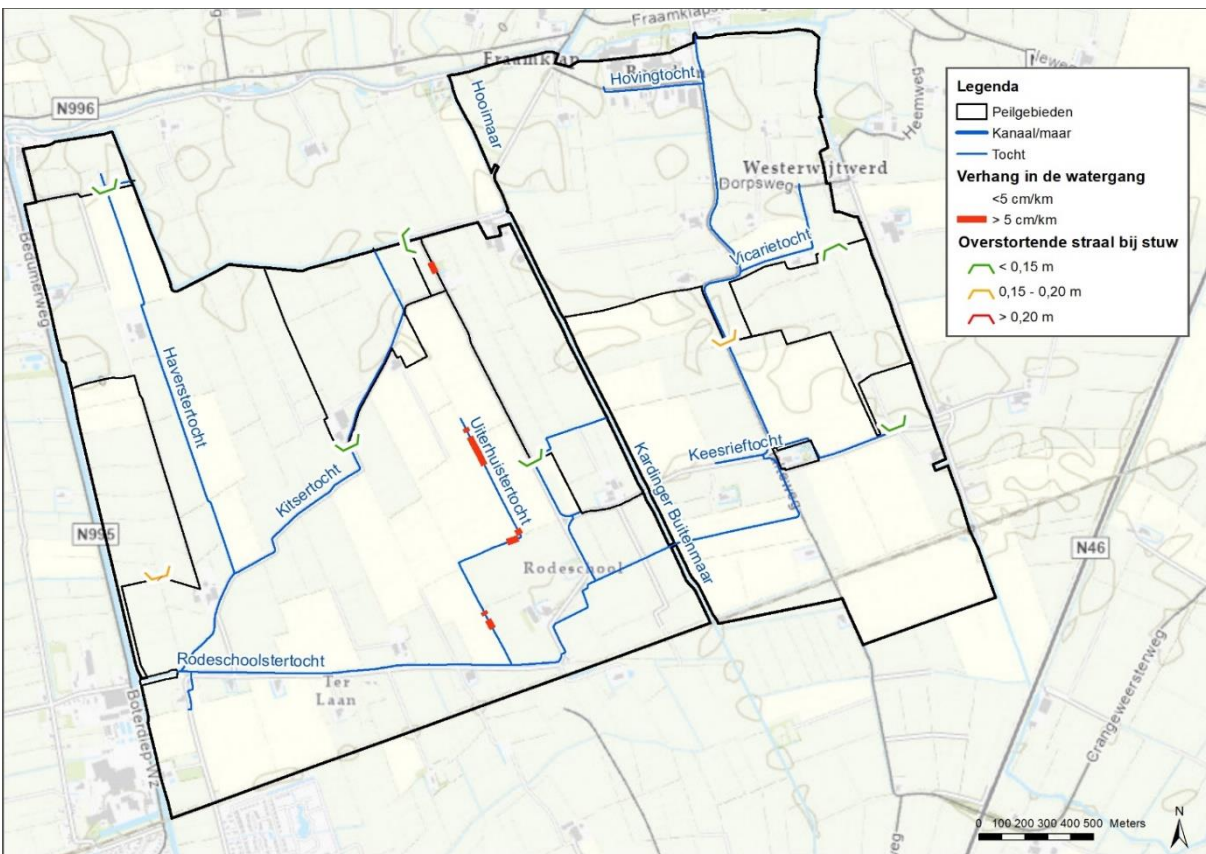 Fraamklap
N996
Hooimaar
Hovingtocht
Heemweg
Westerwijtwerd
Dorpsweg
Vicarietocht
Bedumerweg
Haverstertocht
Kitsertocht
Uiterhuistertocht
Keesrieftocht
Kardinger Buitenmaar
N995
Rodeschool
N46
Rodeschoolstertocht
Ter
Laan
Boterdiep-Wz
Crangeweersterweg
Legenda
Peilgebieden
Kanaal/maar
Tocht
Verhang in de watergang
<5 cm/km
> 5 cm/km
Overstortende straal bij stuw
< 0,15 m
0,15 - 0,20 m
> 0,20 m
0 100 200 300 400 500 Meters
N